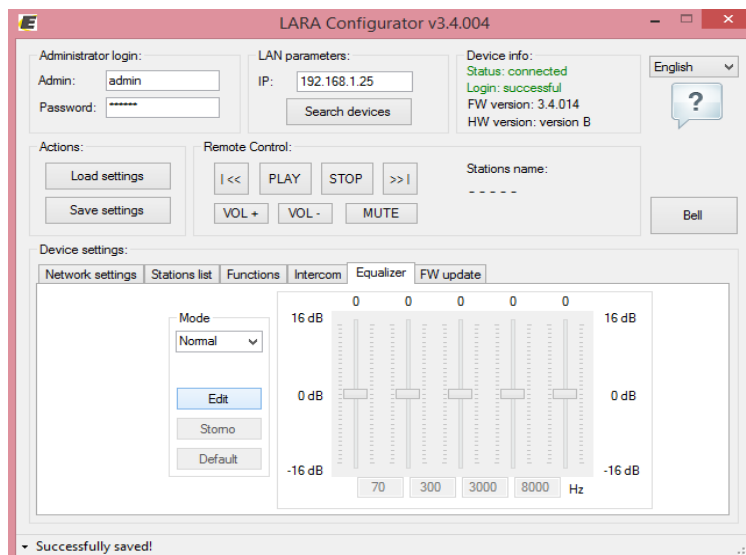 LARA Configurator v3.4.004
Administrator login:
Admin: admin
Password: ******
LAN parameters:
IP: 192.168.1.25
Search devices
Device info:
Status: connected
Login: successful
FW version: 3.4.014
HW version: version B
English
?
Actions:
Load settings
Save settings
Remote Control:
|<< PLAY STOP >>|
VOL + VOL - MUTE
Stations name:
- - - - -
Bell
Device settings:
Network settings Stations list Functions Intercom Equalizer FW update
Mode
Normal
Edit
Storno
Default
0 0 0 0 0
16 dB 16 dB
0 dB 0 dB
-16 dB -16 dB
70 300 3000 8000 Hz
Successfully saved!